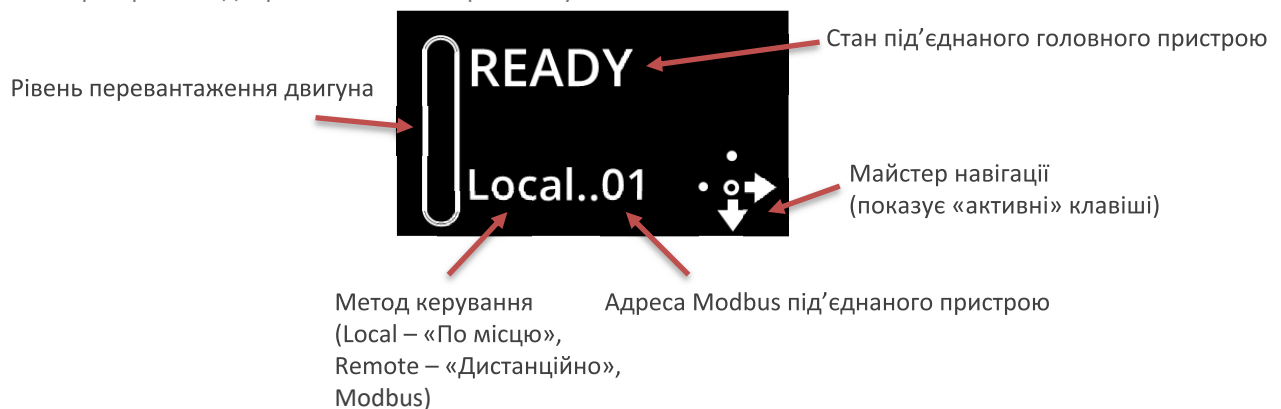 READY
Стан під’єднаного головного пристрою
Рівень перевантаження двигуна
Local..01
Майстер навігації
(показує «активні» клавіші)
Метод керування
(Local – «По місцю»,
Remote – «Дистанційно»,
Modbus)
Адреса Modbus під’єднаного пристрою